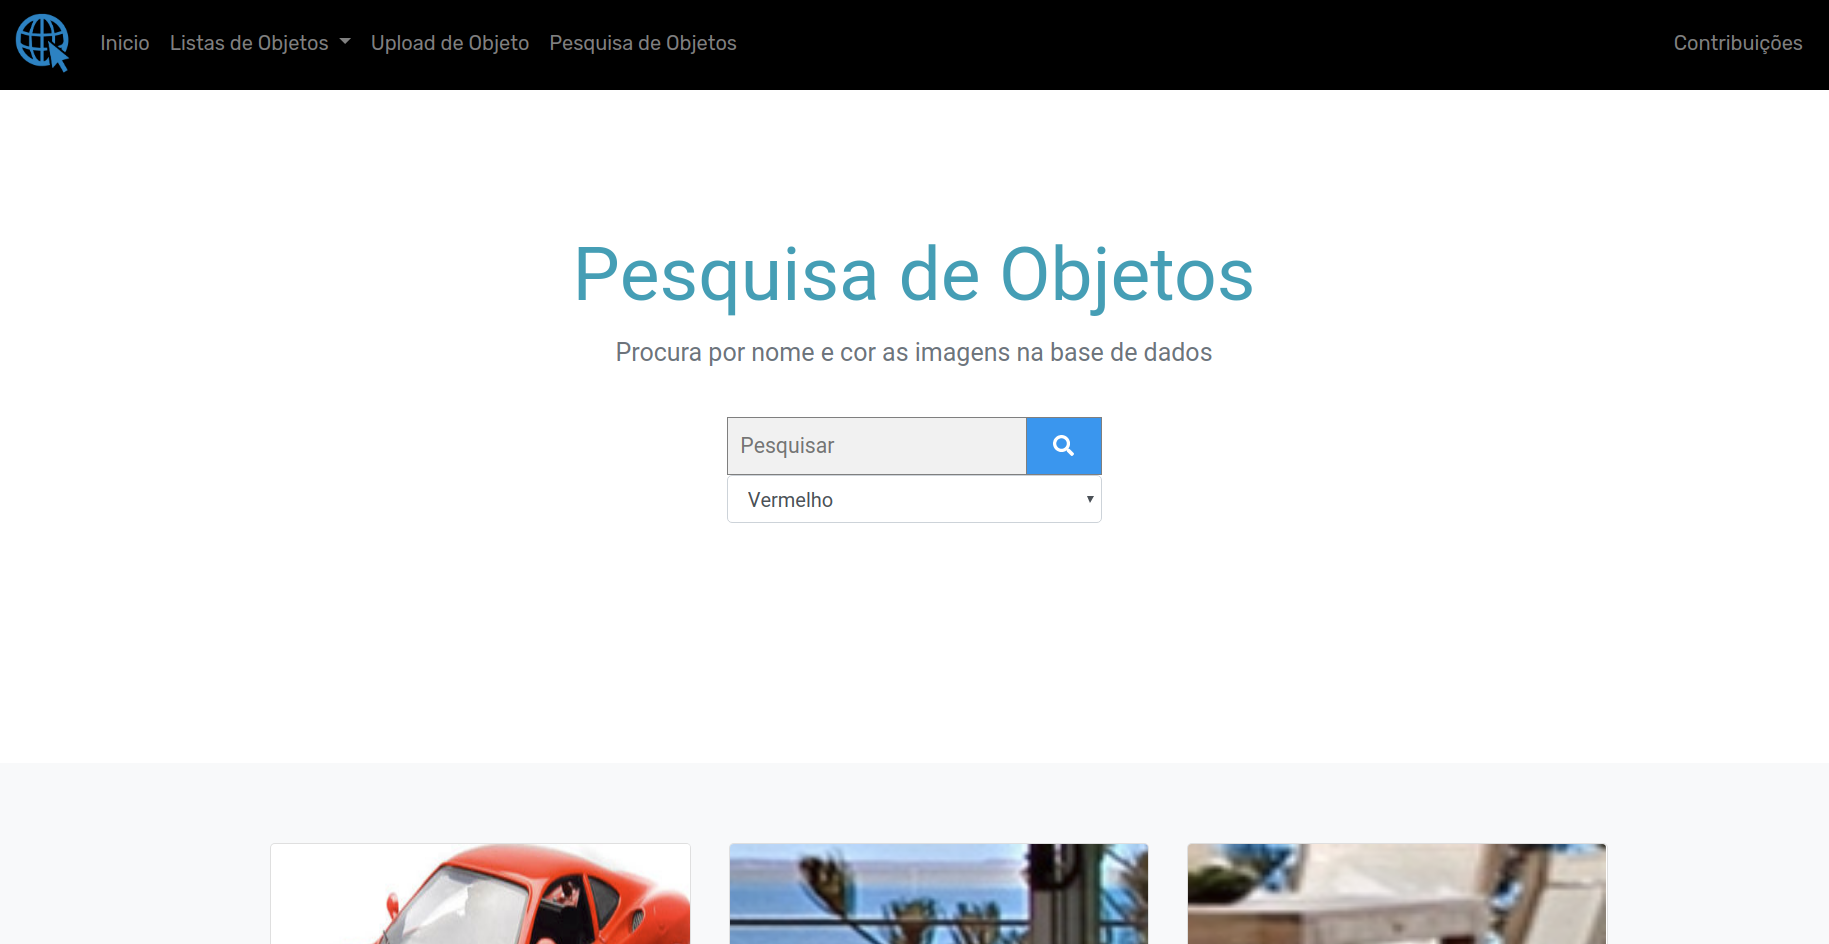 Inicio
Listas de Objetos
Upload de Objeto
Pesquisa de Objetos
Contribuições
Pesquisa de Objetos
Procura por nome e cor as imagens na base de dados
Pesquisar
Vermelho